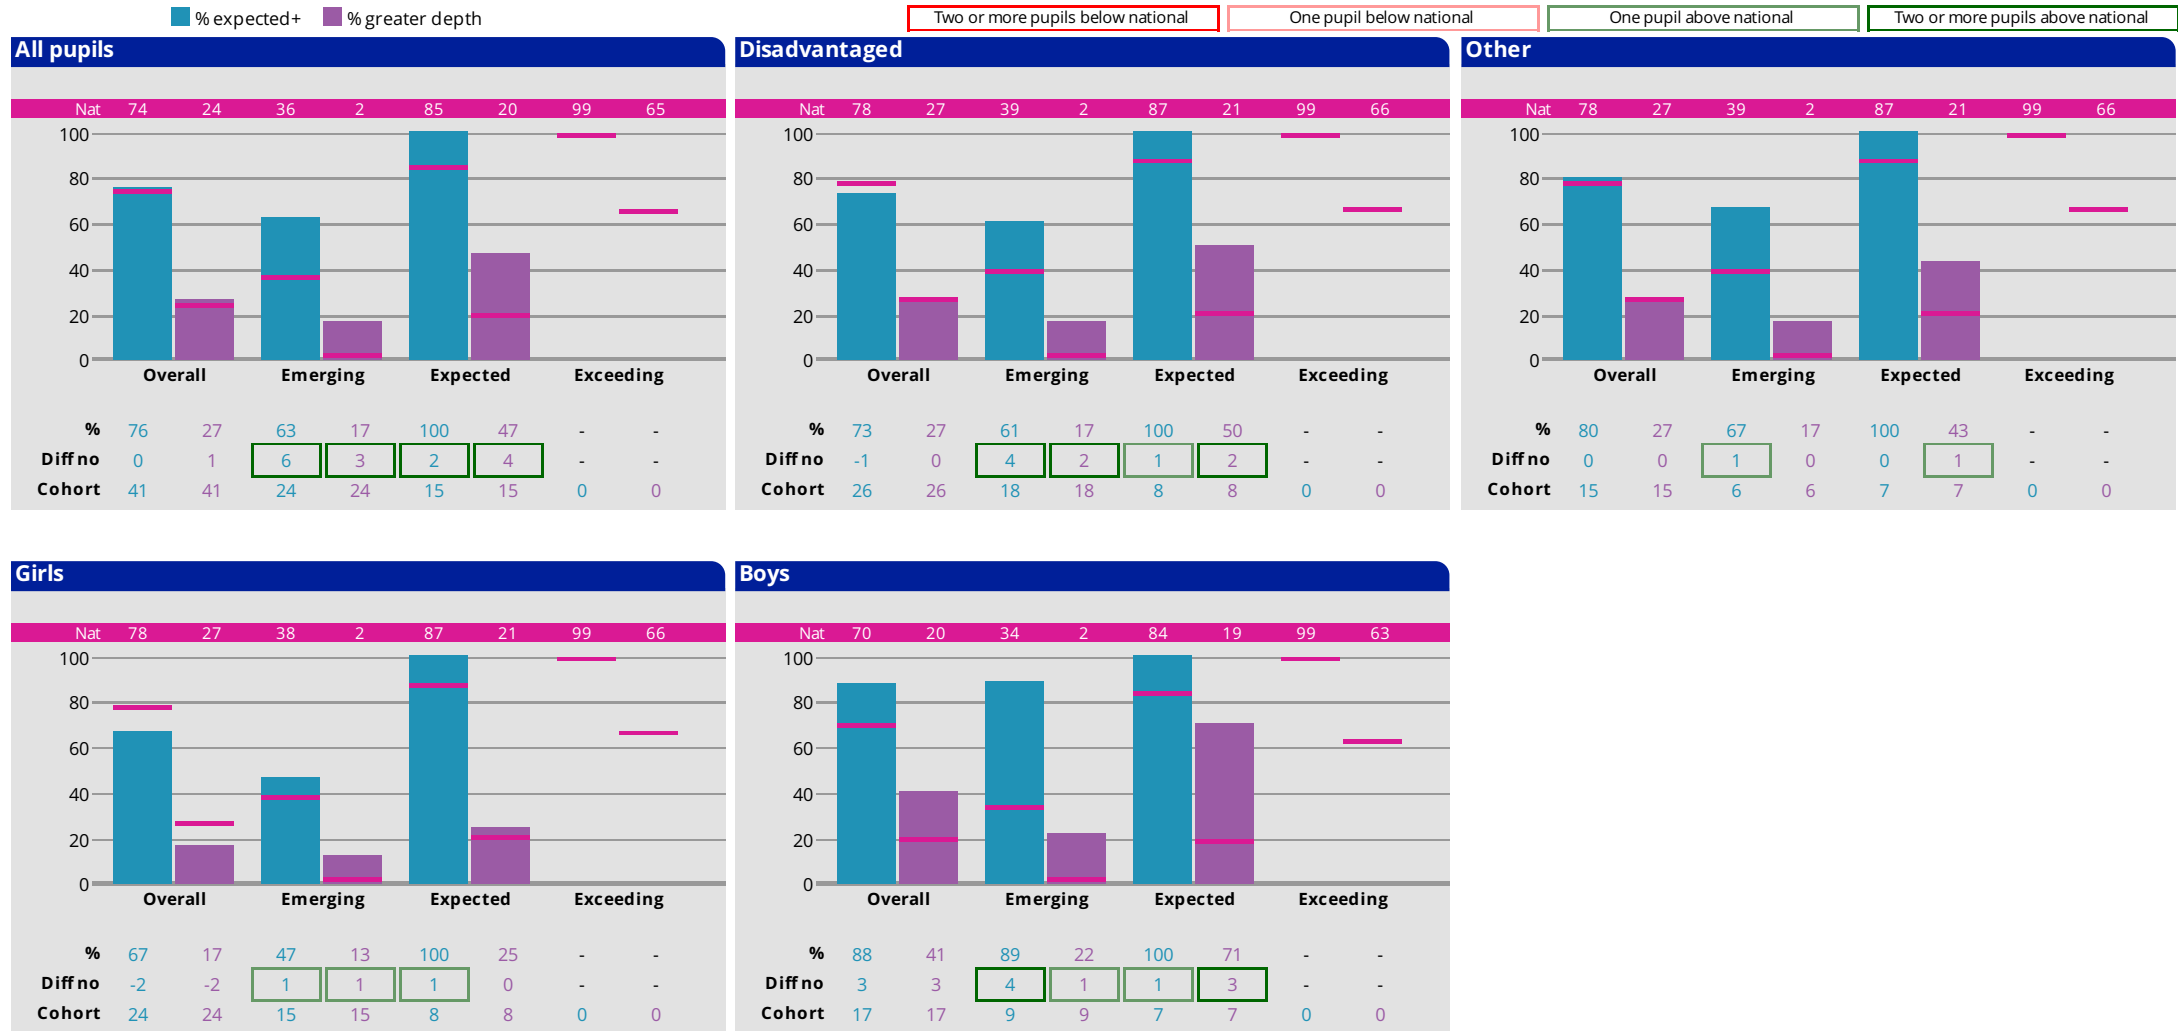 % expected+ % greater depth
Two or more pupils below national One pupil below national One pupil above national Two or more pupils above national
All pupils
Nat 74 24 36 2 85 20 99 65
100
80
60
40
20
0
Overall Emerging Expected Exceeding
% 76 27 63 17 100 47 - -
Diff no 0 1 6 3 2 4 - -
Cohort 41 41 24 24 15 15 0 0
Disadvantaged
Nat 78 27 39 2 87 21 99 66
100
80
60
40
20
0
Overall Emerging Expected Exceeding
% 73 27 61 17 100 50 - -
Diff no -1 0 4 2 1 2 - -
Cohort 26 26 18 18 8 8 0 0
Other
Nat 78 27 39 2 87 21 99 66
100
80
60
40
20
0
Overall Emerging Expected Exceeding
% 80 27 67 17 100 43 - -
Diff no 0 0 1 0 0 1 - -
Cohort 15 15 6 6 7 7 0 0
Girls
Nat 78 27 38 2 87 21 99 66
100
80
60
40
20
0
Overall Emerging Expected Exceeding
% 67 17 47 13 100 25 - -
Diff no -2 -2 1 1 1 0 - -
Cohort 24 24 15 15 8 8 0 0
Boys
Nat 70 20 34 2 84 19 99 63
100
80
60
40
20
0
Overall Emerging Expected Exceeding
% 88 41 89 22 100 71 - -
Diff no 3 3 4 1 1 3 - -
Cohort 17 17 9 9 7 7 0 0